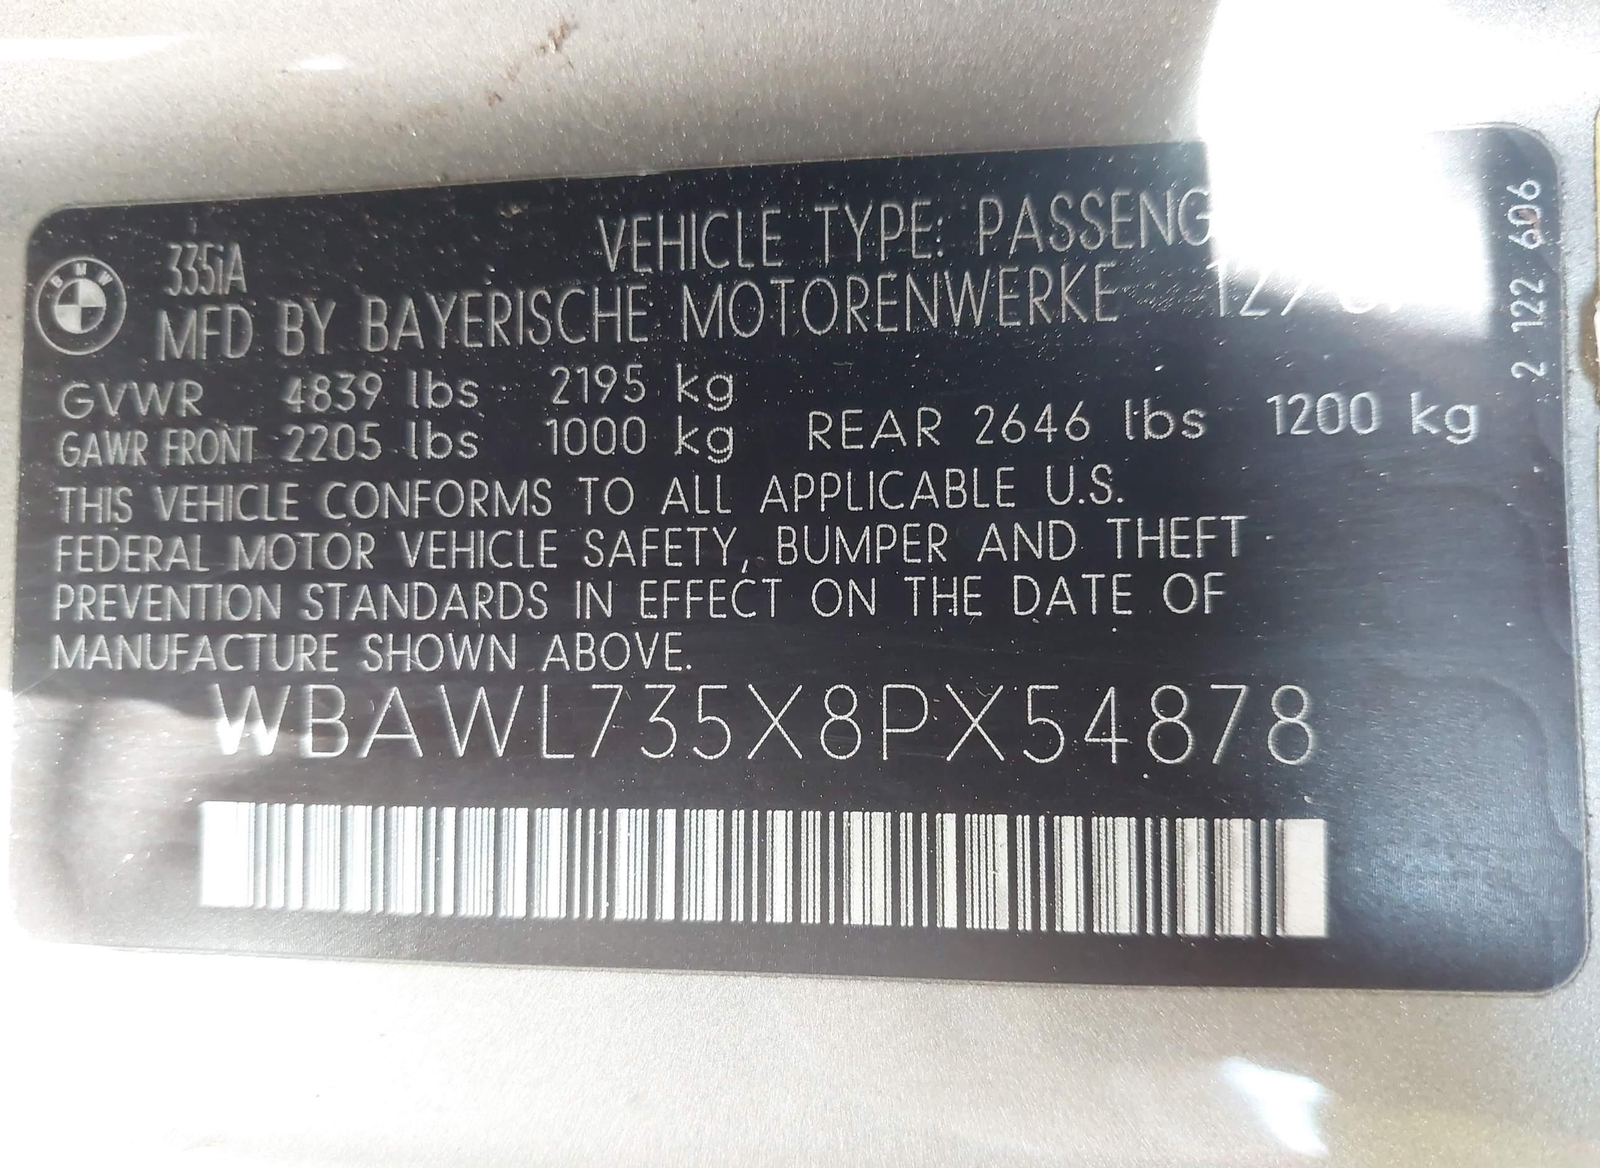 BMW
335iA
VEHICLE TYPE: PASSENG
MFD BY BAYERISCHE MOTORENWERKE
GVWR 4839 lbs 2195 kg
GAWR FRONT 2205 lbs 1000 kg REAR 2646 lbs 1200 kg
THIS VEHICLE CONFORMS TO ALL APPLICABLE U.S.
FEDERAL MOTOR VEHICLE SAFETY, BUMPER AND THEFT
PREVENTION STANDARDS IN EFFECT ON THE DATE OF
MANUFACTURE SHOWN ABOVE.
WBAWL735X8PX54878
2 122 606